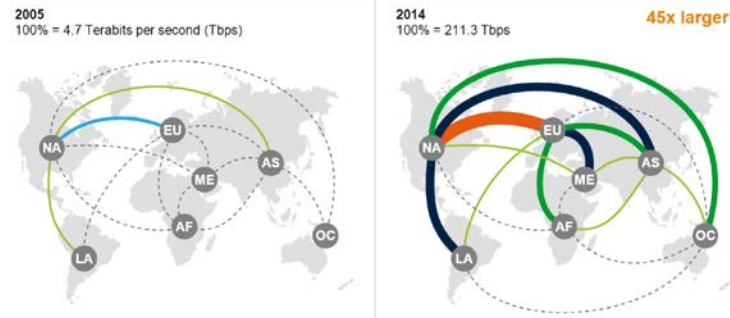 2005
100% = 4.7 Terabits per second (Tbps)
NA
EU
AS
ME
AF
OC
LA
2014
100% = 211.3 Tbps
45x larger
NA
EU
AS
ME
AF
OC
LA